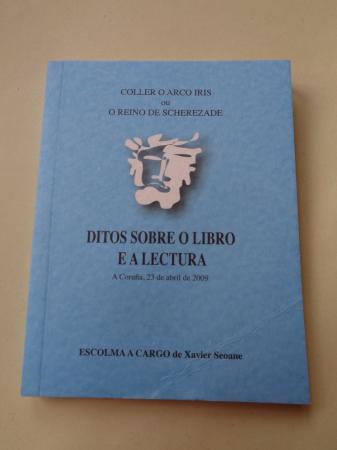 COLLER O ARCO IRIS
ou
O REINO DE SCHEREZADE
DITOS SOBRE O LIBRO
E A LECTURA
A Coruña, 23 de abril de 2009
ESCOLMA A CARGO de Xavier Seoane